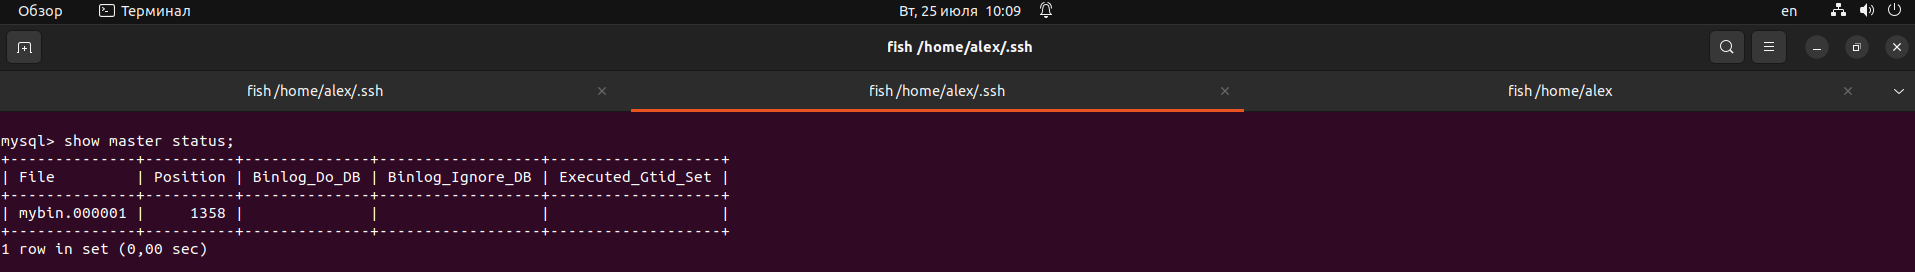 Обзор Терминал Вт, 25 июля 10:09 en
fish /home/alex/.ssh
fish /home/alex/.ssh fish /home/alex/.ssh fish /home/alex
mysql> show master status;
+--------------+----------+--------------+------------------+-------------------+
| File         | Position | Binlog_Do_DB | Binlog_Ignore_DB | Executed_Gtid_Set |
+--------------+----------+--------------+------------------+-------------------+
| mybin.000001 |     1358 |              |                  |                   |
+--------------+----------+--------------+------------------+-------------------+
1 row in set (0,00 sec)